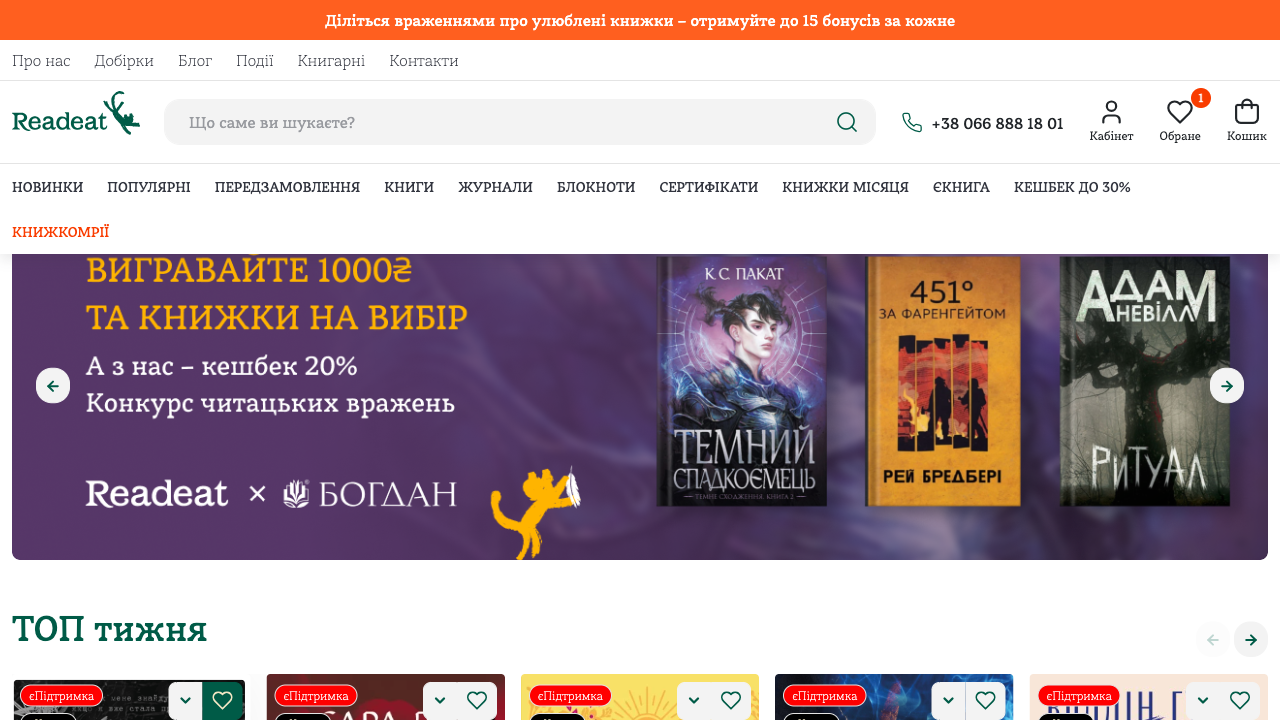 Діліться враженнями про улюблені книжки – отримуйте до 15 бонусів за кожне
Про нас Добірки Блог Події Книгарні Контакти
Readeat
Що саме ви шукаєте?
+38 066 888 18 01
1
Кабінет Обране Кошик
НОВИНКИ ПОПУЛЯРНІ ПЕРЕДЗАМОВЛЕННЯ КНИГИ ЖУРНАЛИ БЛОКНОТИ СЕРТИФІКАТИ КНИЖКИ МІСЯЦЯ ЄКНИГА КЕШБЕК ДО 30%
КНИЖКОМРІЇ
ВИГРАВАЙТЕ 1000₴
ТА КНИЖКИ НА ВИБІР
А з нас – кешбек 20%
Конкурс читацьких вражень
Readeat × БОГДАН
К. С. ПАКАТ
ТЕМНИЙ
СПАДКОЄМЕЦЬ
ТЕМНЕ СХОДЖЕННЯ. КНИГА 2
451°
ЗА ФАРЕНГЕЙТОМ
РЕЙ БРЕДБЕРІ
АДАМ
НЕВІЛЛ
РИТУАЛ
ТОП тижня
єПідтримка
єПідтримка
єПідтримка
єПідтримка
єПідтримка